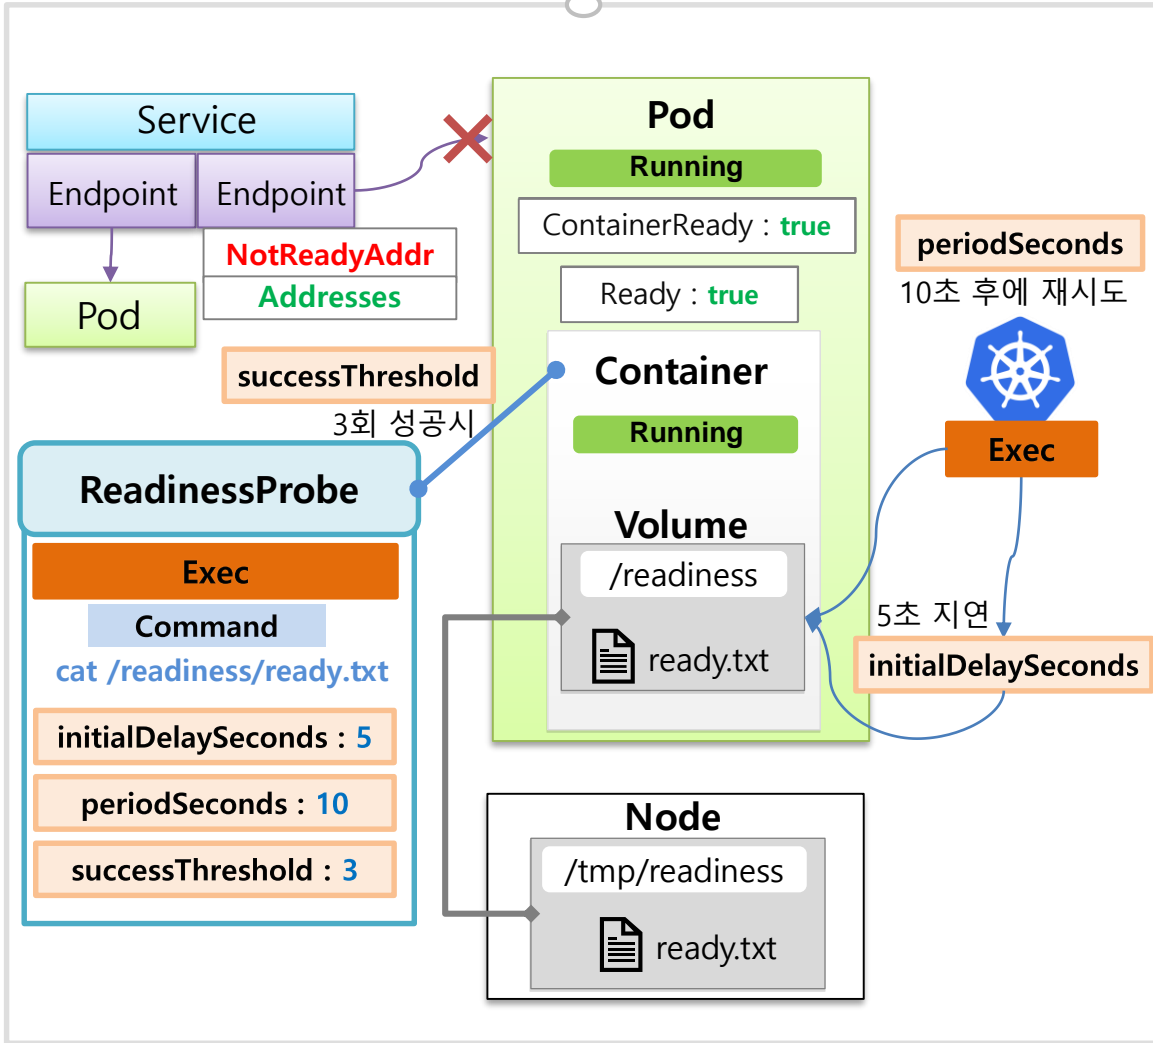 Service
Endpoint
Endpoint
NotReadyAddr
Addresses
Pod
Pod
Running
ContainerReady : true
Ready : true
Container
Running
Volume
/readiness
ready.txt
periodSeconds
10초 후에 재시도
Exec
5초 지연
initialDelaySeconds
successThreshold
3회 성공시
ReadinessProbe
Exec
Command
cat /readiness/ready.txt
initialDelaySeconds : 5
periodSeconds : 10
successThreshold : 3
Node
/tmp/readiness
ready.txt